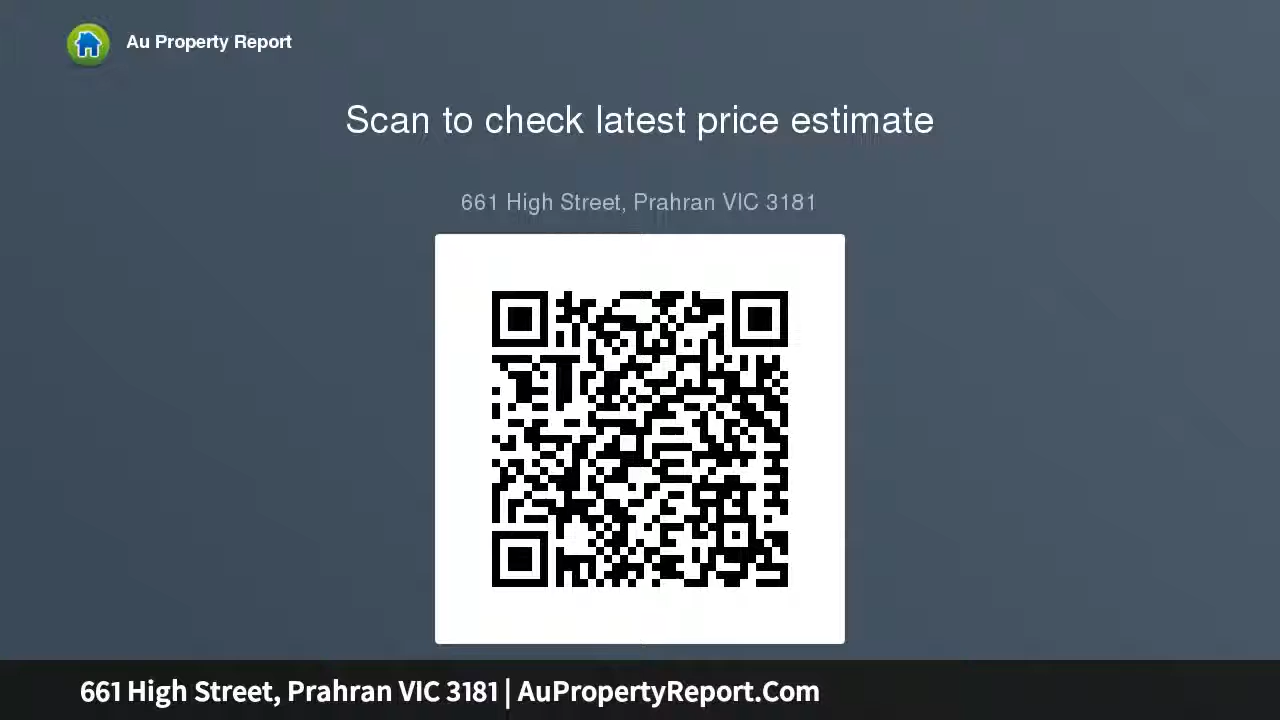 Au Property Report
Scan to check latest price estimate
661 High Street, Prahran VIC 3181
661 High Street, Prahran VIC 3181 | AuPropertyReport.Com